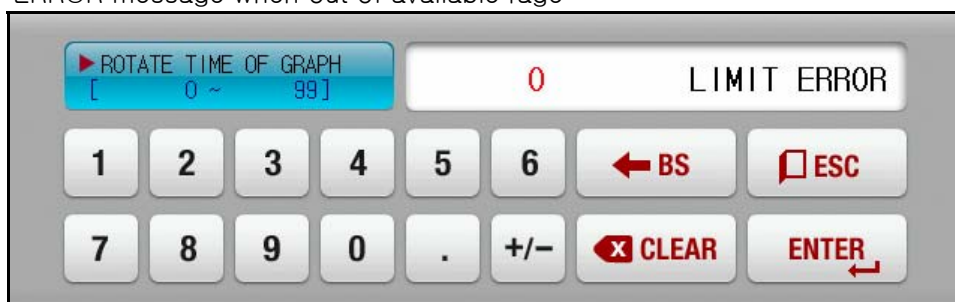 ERROR message when out of available rage
▶ROTATE TIME OF GRAPH
[ 0 ~ 99]
0 LIMIT ERROR
1 2 3 4 5 6 BS ESC
7 8 9 0 . +/- CLEAR ENTER